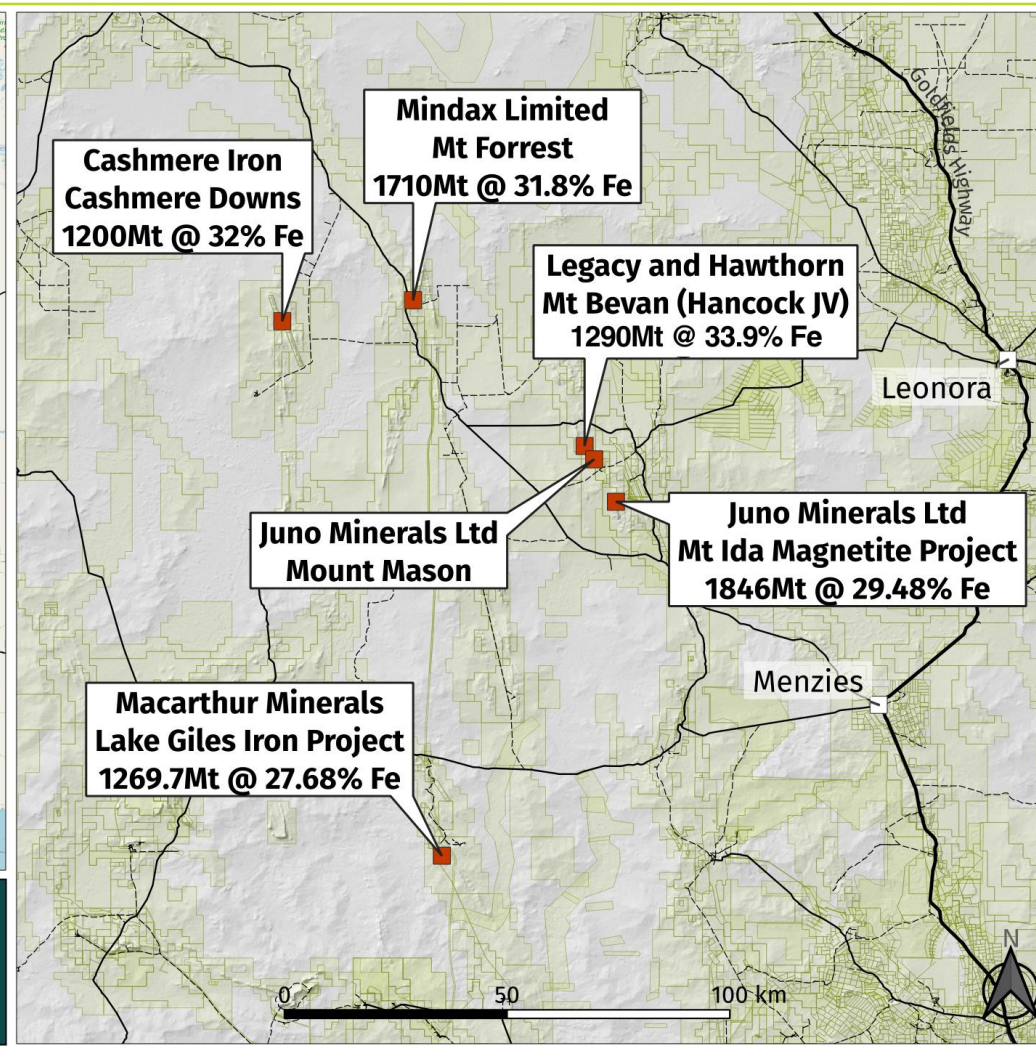 Goldfields Highway
Mindax Limited
Mt Forrest
1710Mt @ 31.8% Fe
Cashmere Iron
Cashmere Downs
1200Mt @ 32% Fe
Legacy and Hawthorn
Mt Bevan (Hancock JV)
1290Mt @ 33.9% Fe
Leonora
Juno Minerals Ltd
Mount Mason
Juno Minerals Ltd
Mt Ida Magnetite Project
1846Mt @ 29.48% Fe
Menzies
Macarthur Minerals
Lake Giles Iron Project
1269.7Mt @ 27.68% Fe
N
0 50 100 km